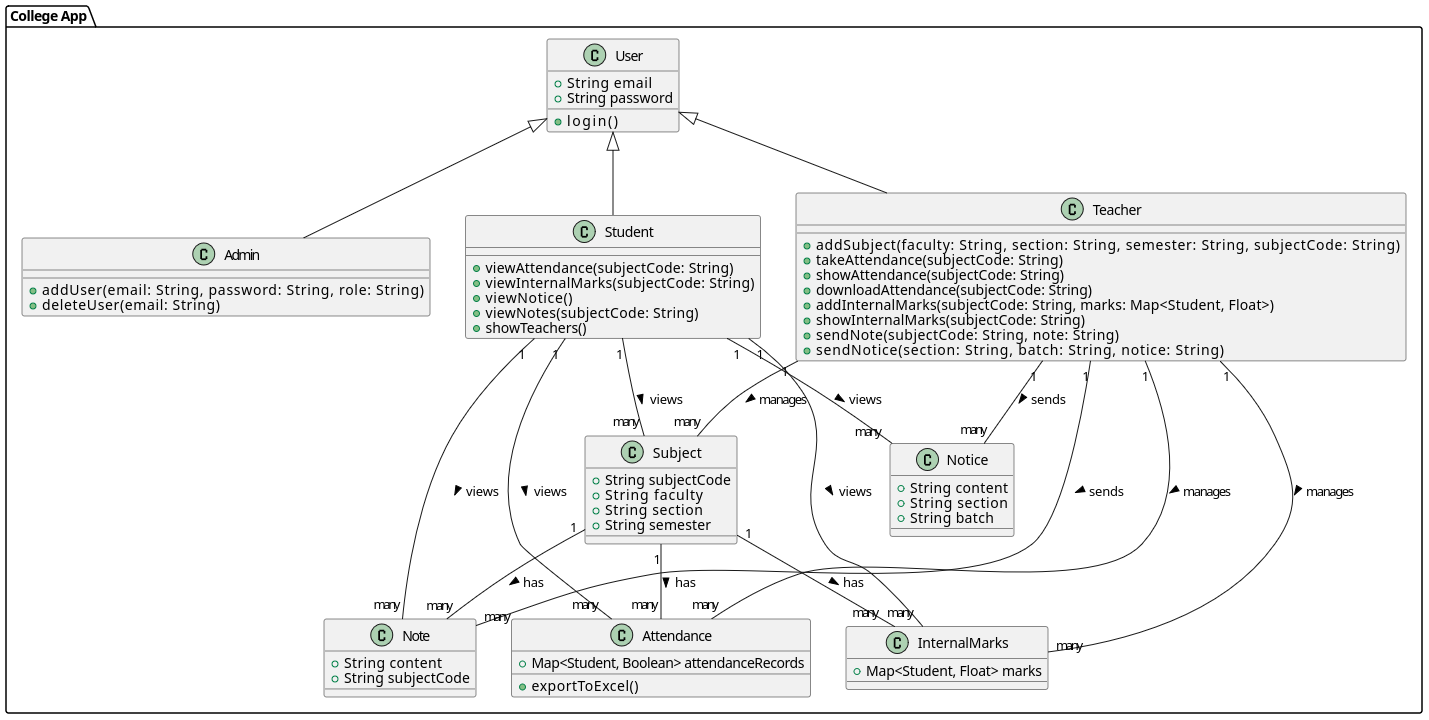 College App
C User
String email
String password
login()
C Admin
addUser(email: String, password: String, role: String)
deleteUser(email: String)
C Student
viewAttendance(subjectCode: String)
viewInternalMarks(subjectCode: String)
viewNotice()
viewNotes(subjectCode: String)
showTeachers()
C Teacher
addSubject(faculty: String, section: String, semester: String, subjectCode: String)
takeAttendance(subjectCode: String)
showAttendance(subjectCode: String)
downloadAttendance(subjectCode: String)
addInternalMarks(subjectCode: String, marks: Map<Student, Float>)
showInternalMarks(subjectCode: String)
sendNote(subjectCode: String, note: String)
sendNotice(section: String, batch: String, notice: String)
1 1 1 1 1 1 1 1 1 1
views manages views sends
many many many many
C Subject
String subjectCode
String faculty
String section
String semester
C Notice
String content
String section
String batch
views views views sends manages manages
1 1 1
has has has
many many many many many many many many many
C Note
String content
String subjectCode
C Attendance
Map<Student, Boolean> attendanceRecords
exportToExcel()
C InternalMarks
Map<Student, Float> marks